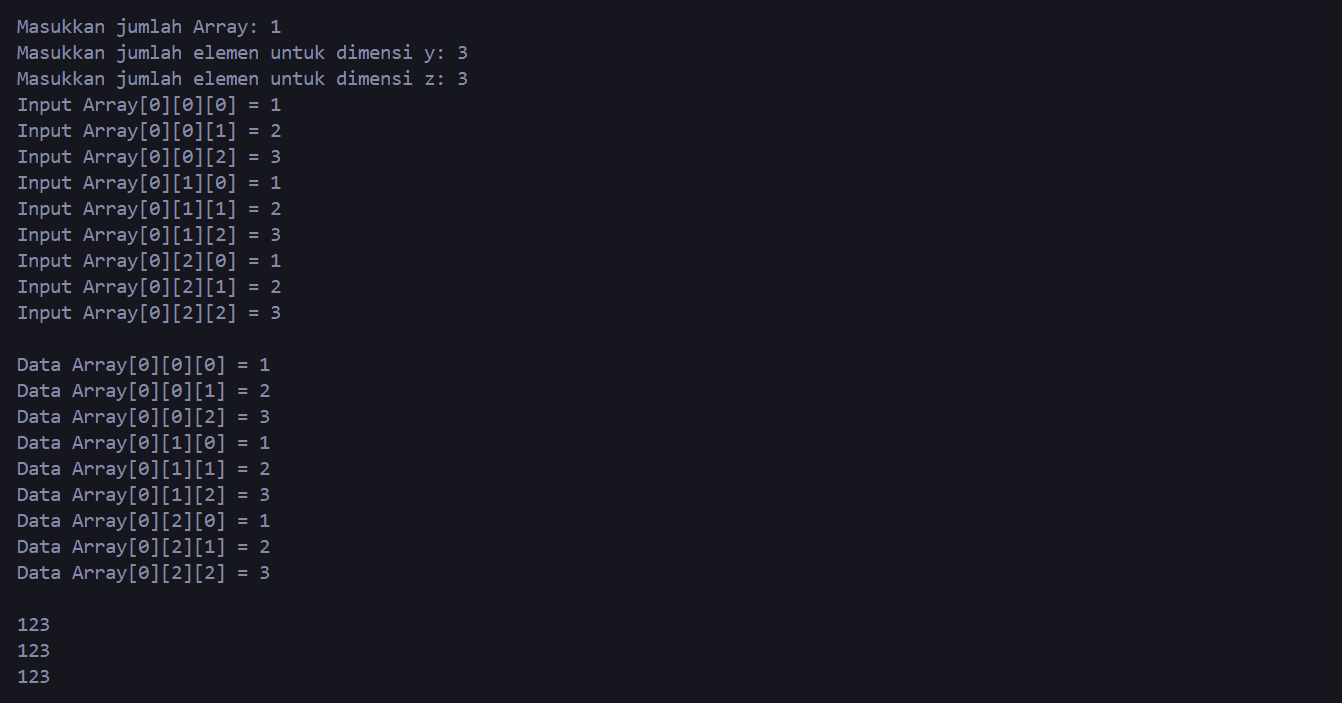 Masukkan jumlah Array: 1
Masukkan jumlah elemen untuk dimensi y: 3
Masukkan jumlah elemen untuk dimensi z: 3
Input Array[0][0][0] = 1
Input Array[0][0][1] = 2
Input Array[0][0][2] = 3
Input Array[0][1][0] = 1
Input Array[0][1][1] = 2
Input Array[0][1][2] = 3
Input Array[0][2][0] = 1
Input Array[0][2][1] = 2
Input Array[0][2][2] = 3

Data Array[0][0][0] = 1
Data Array[0][0][1] = 2
Data Array[0][0][2] = 3
Data Array[0][1][0] = 1
Data Array[0][1][1] = 2
Data Array[0][1][2] = 3
Data Array[0][2][0] = 1
Data Array[0][2][1] = 2
Data Array[0][2][2] = 3

123
123
123